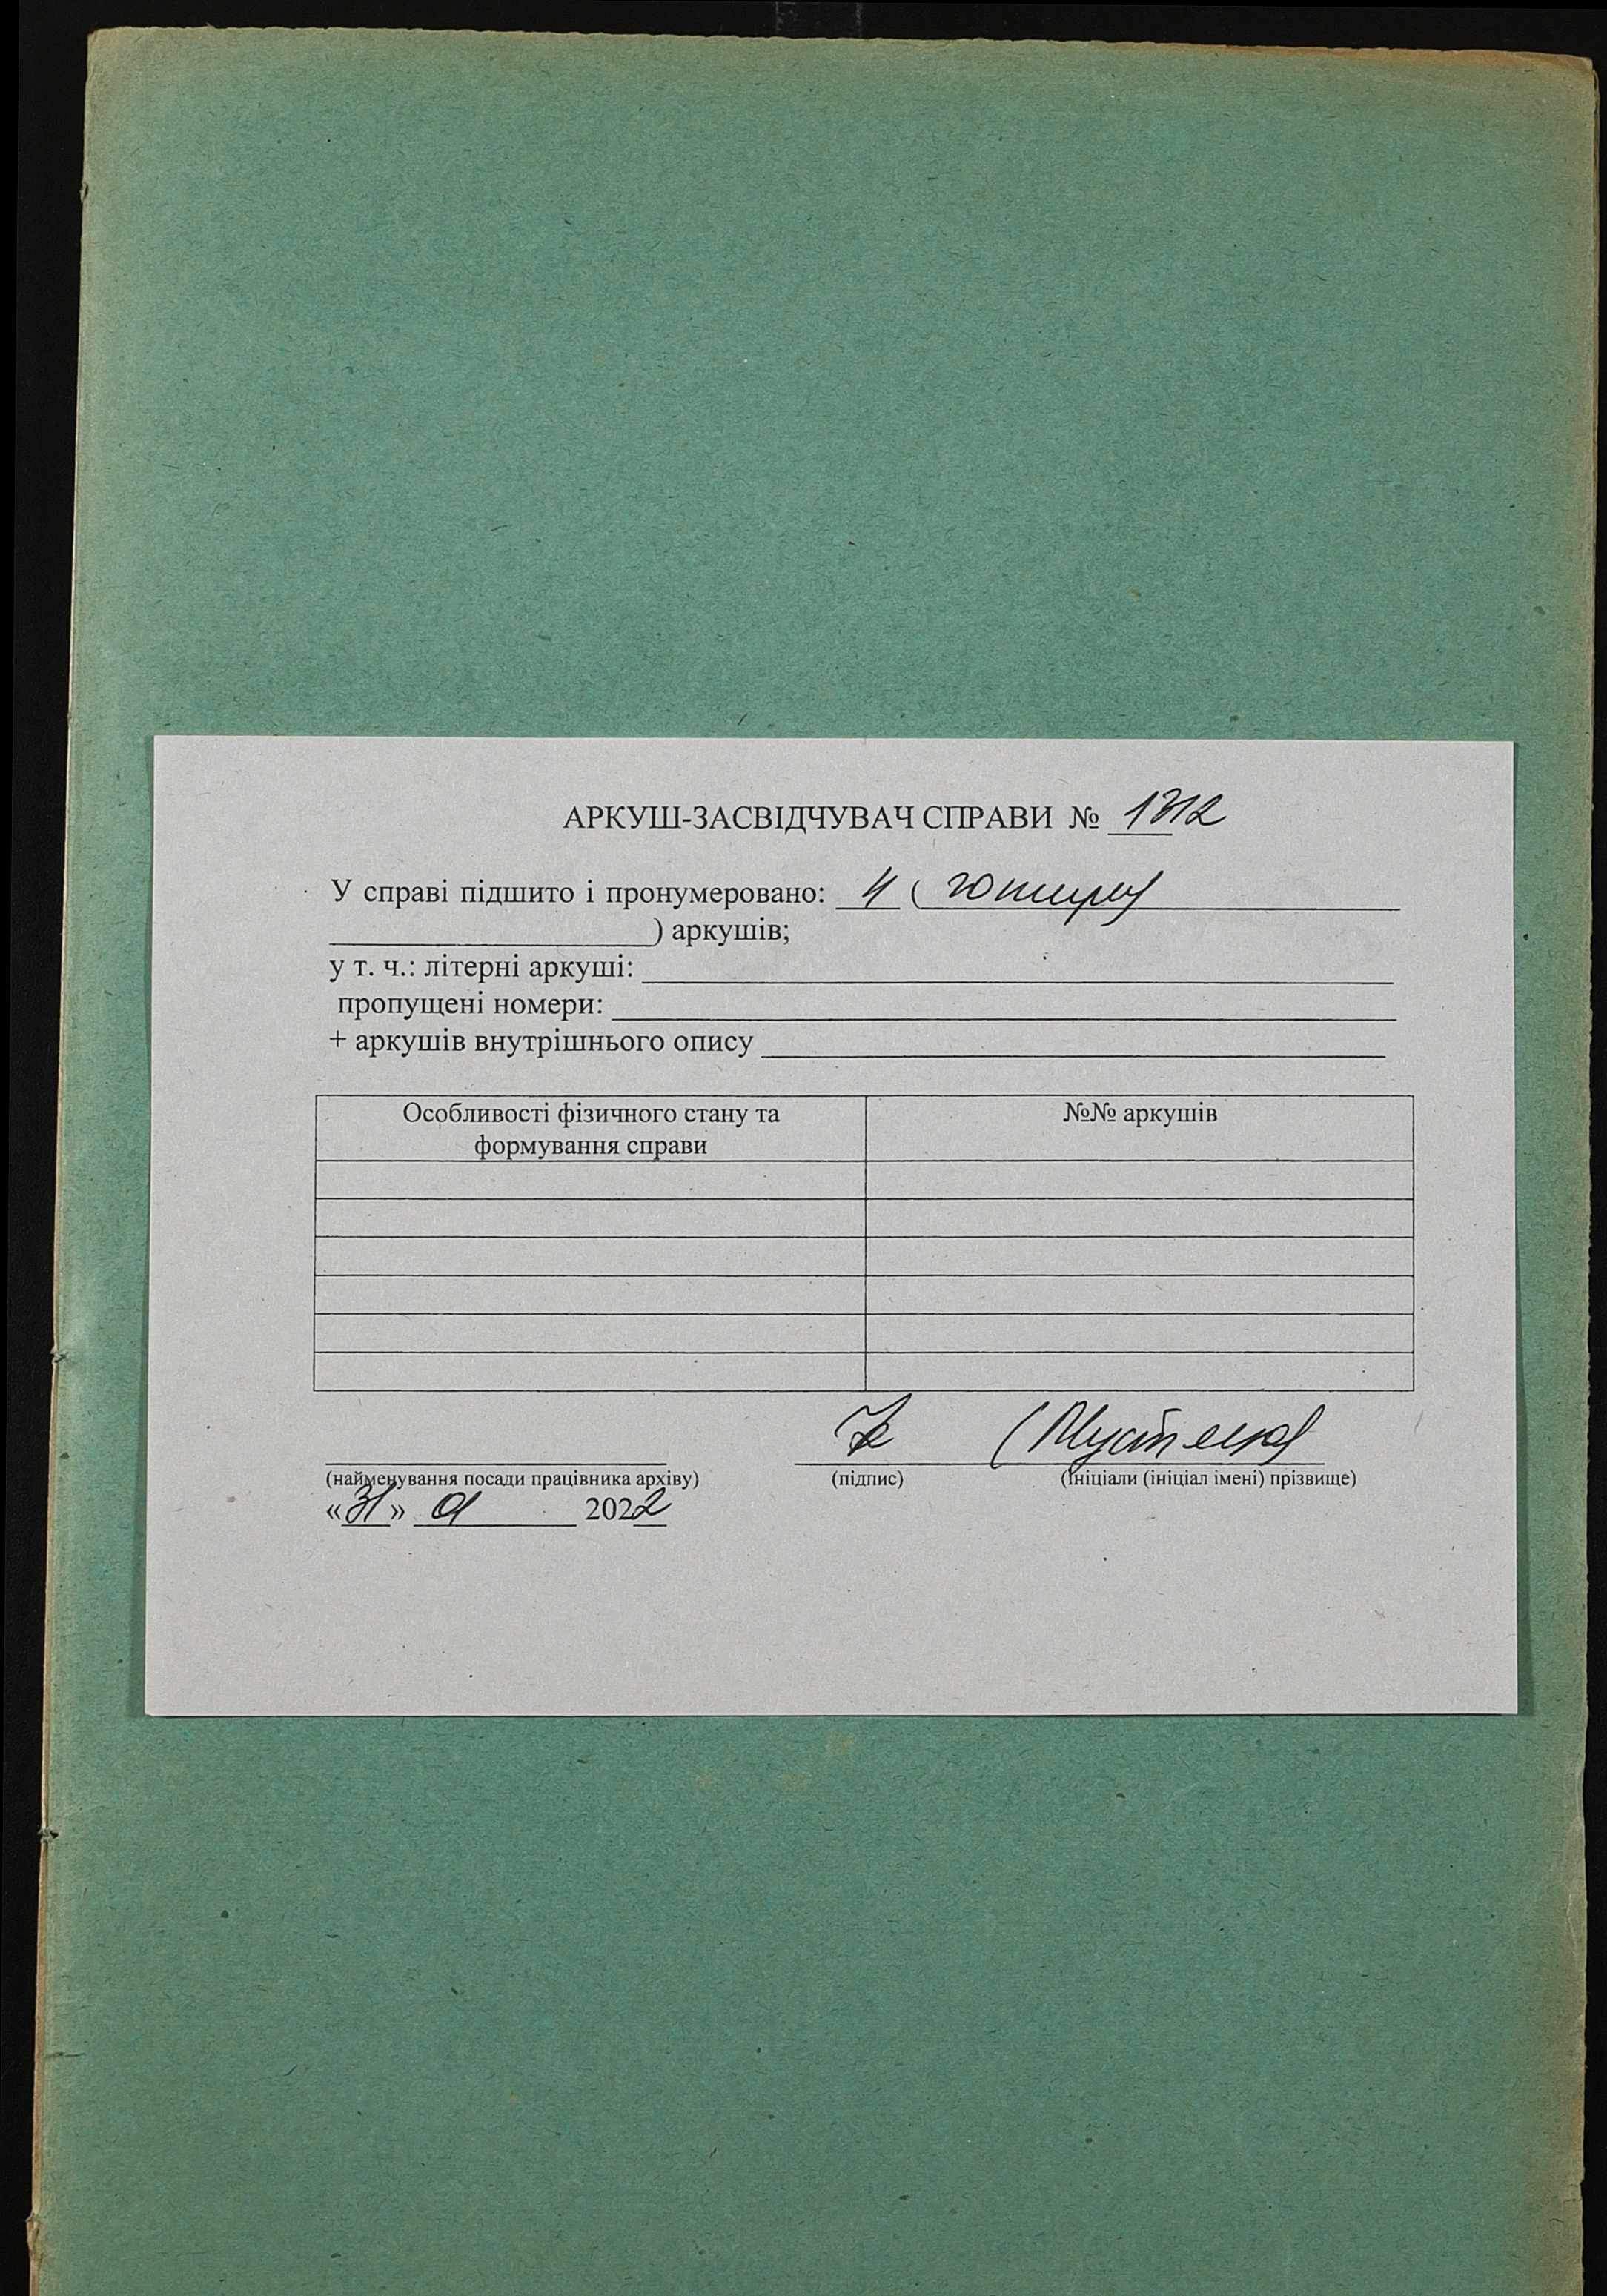 АРКУШ-ЗАСВІДЧУВАЧ СПРАВИ № 1312
У справі підшито і пронумеровано: 4 ( чотири)
) аркушів;
у т. ч.: літерні аркуші:
пропущені номери:
+ аркушів внутрішнього опису
Особливості фізичного стану та
формування справи
№№ аркушів
(найменування посади працівника архіву) (підпис) (ініціали (ініціал імені) прізвище)
«31» 01 2022